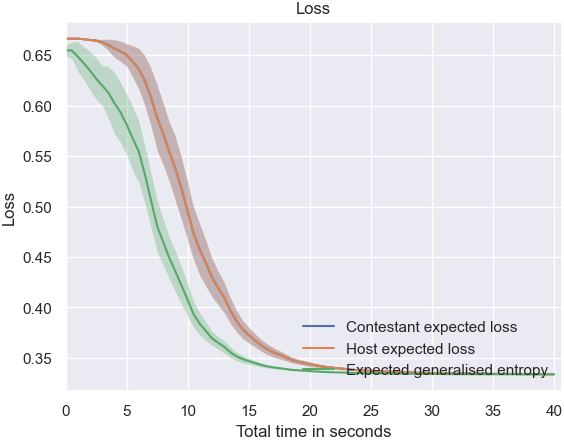 Loss
0.65
0.60
0.55
0.50
0.45
0.40
0.35
Loss
Contestant expected loss
Host expected loss
Expected generalised entropy
0 5 10 15 20 25 30 35 40
Total time in seconds